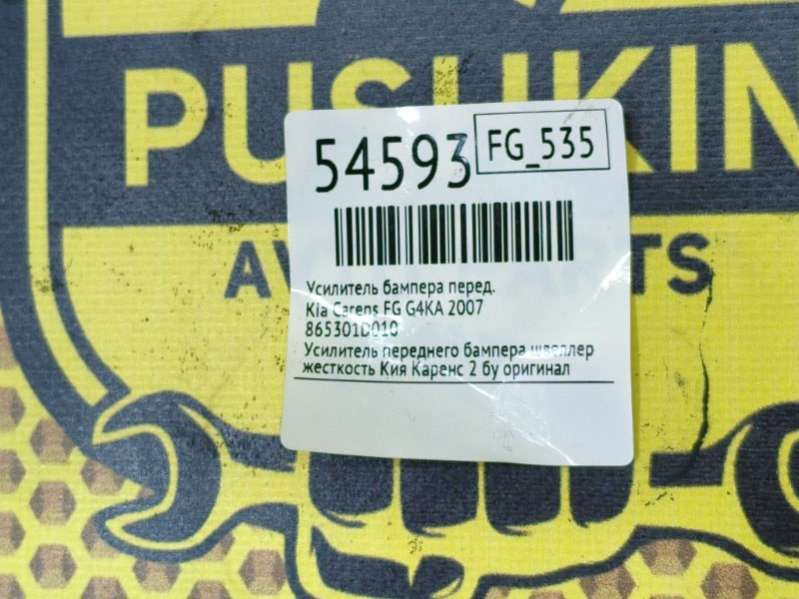 PUSHKIN
54593
FG_535
Усилитель бампера перед.
Kia Carens FG G4KA 2007
865301D010
Усилитель переднего бампера швеллер
жесткость Кия Каренс 2 бу оригинал